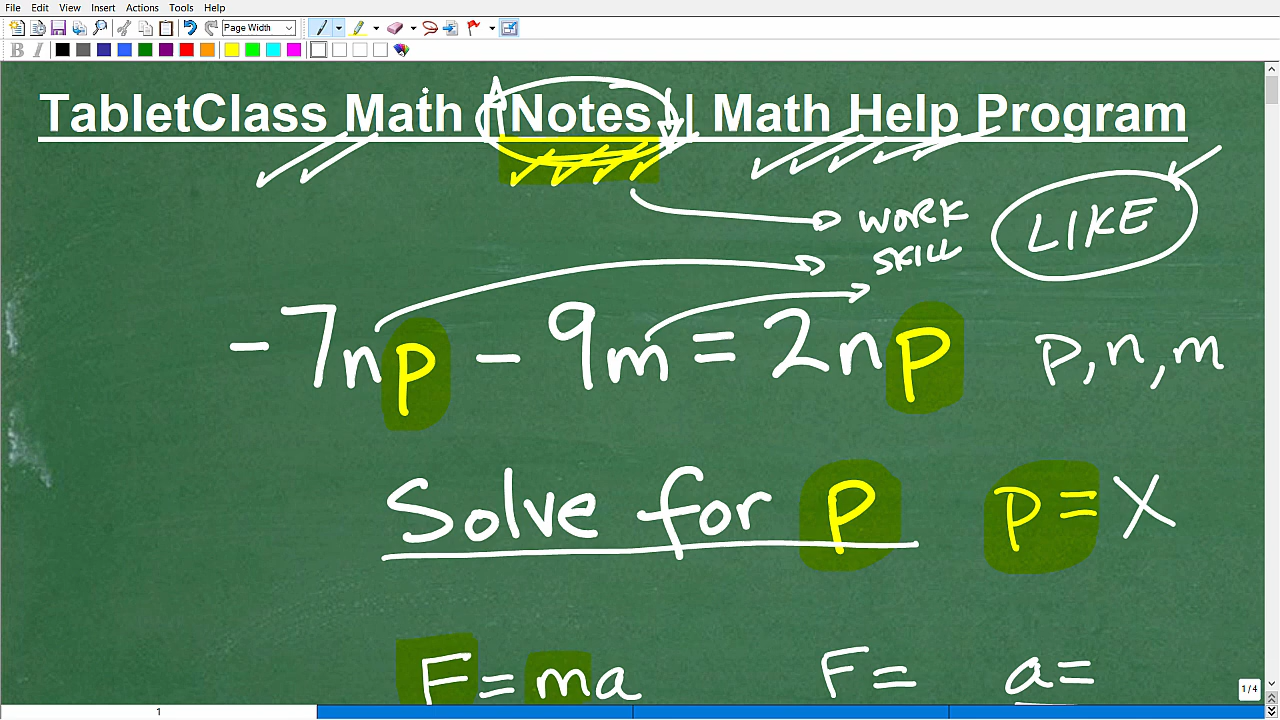 File Edit View Insert Actions Tools Help
Page Width
B I
TabletClass Math | Notes | Math Help Program
WORK
SKILL
LIKE
-7np - 9m = 2np
p, n, m
Solve for p
p = X
F = ma
F =
a =
1/4
1